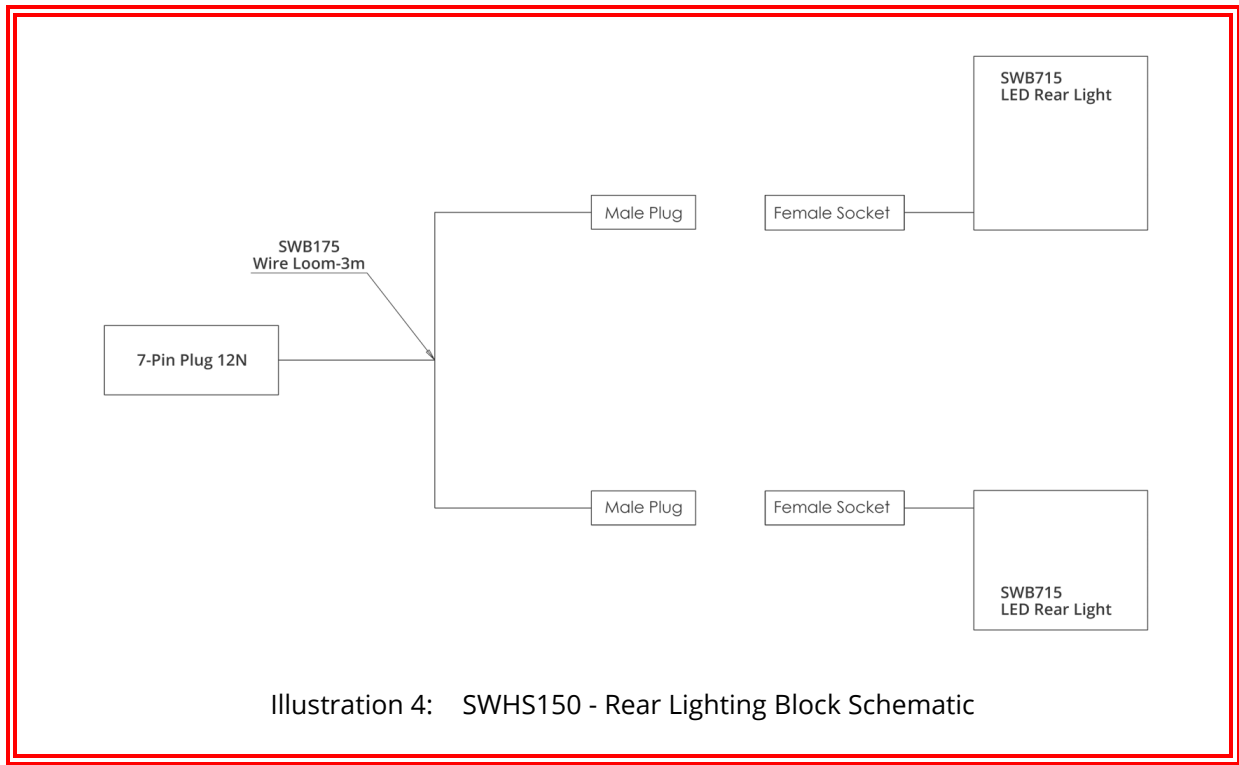 SWB715
LED Rear Light
Male Plug
Female Socket
SWB175
Wire Loom-3m
7-Pin Plug 12N
Male Plug
Female Socket
SWB715
LED Rear Light
Illustration 4: SWHS150 - Rear Lighting Block Schematic